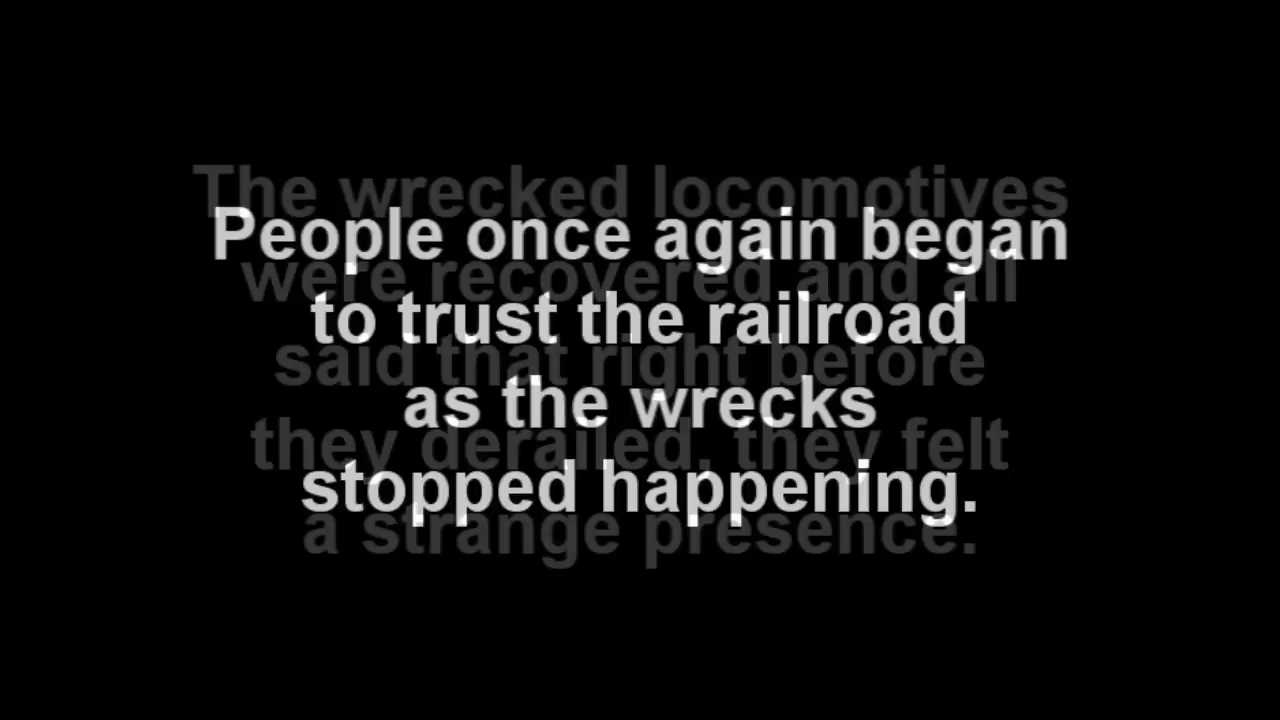 People once again began
to trust the railroad
as the wrecks
stopped happening.
The wrecked locomotives
were recovered and all
said that right before
they derailed, they felt
a strange presence.